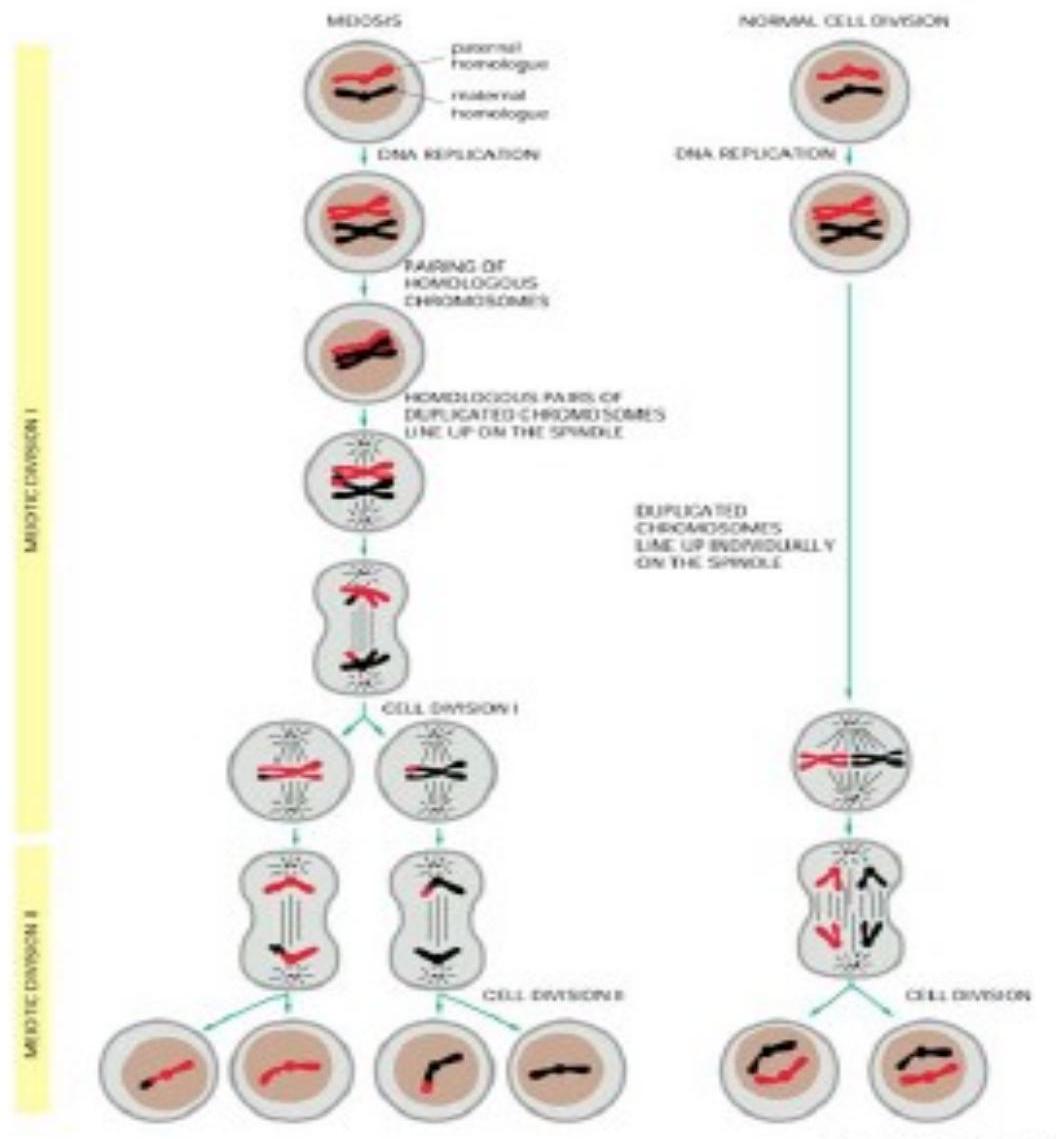 MEIOSIS
paternal
homologue
maternal
homologue
DNA REPLICATION
PAIRING OF
HOMOLOGOUS
CHROMOSOMES
HOMOLOGOUS PAIRS OF
DUPLICATED CHROMOSOMES
LINE UP ON THE SPINDLE
CELL DIVISION I
CELL DIVISION II
NORMAL CELL DIVISION
DNA REPLICATION
DUPLICATED
CHROMOSOMES
LINE UP INDIVIDUALLY
ON THE SPINDLE
CELL DIVISION
MEIOTIC DIVISION I
MEIOTIC DIVISION II